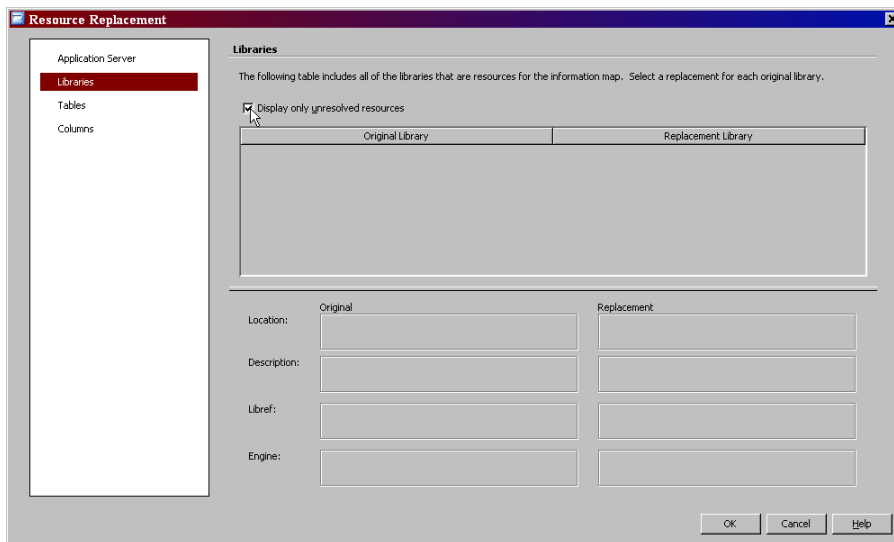 Resource Replacement
Application Server
Libraries
Tables
Columns
Libraries
The following table includes all of the libraries that are resources for the information map. Select a replacement for each original library.
Display only unresolved resources
Original Library Replacement Library
Original Replacement
Location:
Description:
Libref:
Engine:
OK Cancel Help